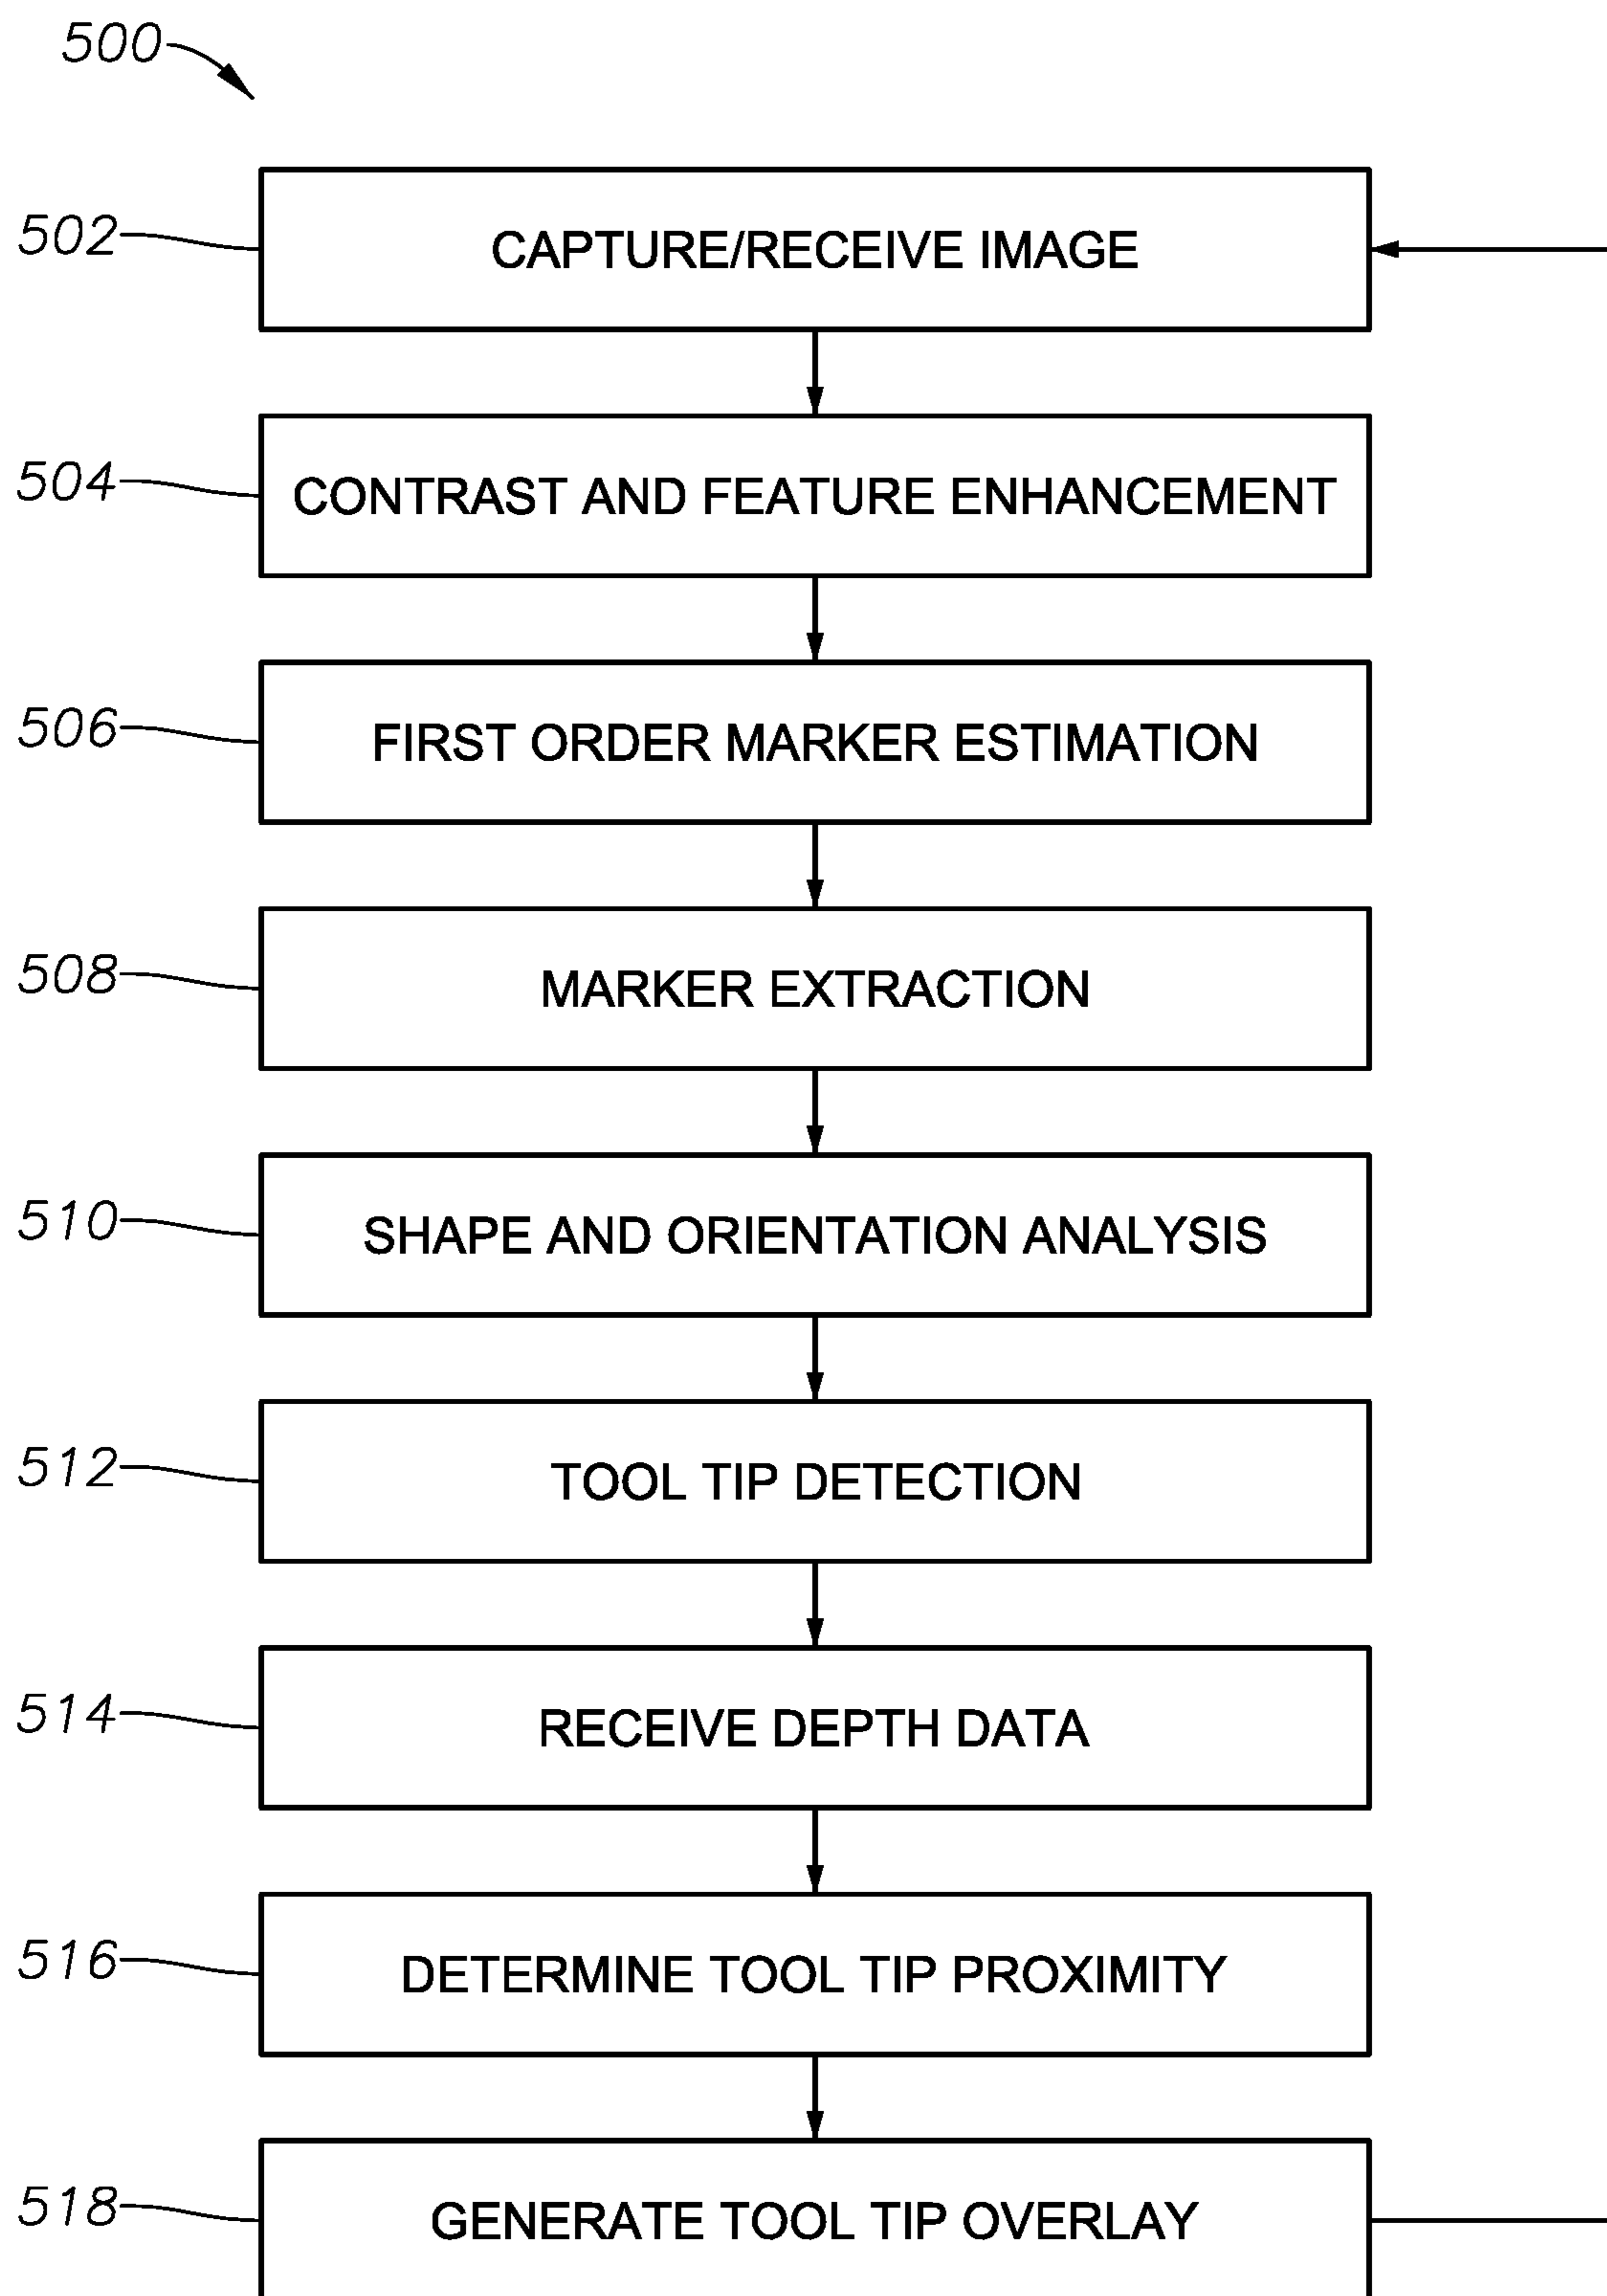 500
502
CAPTURE/RECEIVE IMAGE
504
CONTRAST AND FEATURE ENHANCEMENT
506
FIRST ORDER MARKER ESTIMATION
508
MARKER EXTRACTION
510
SHAPE AND ORIENTATION ANALYSIS
512
TOOL TIP DETECTION
514
RECEIVE DEPTH DATA
516
DETERMINE TOOL TIP PROXIMITY
518
GENERATE TOOL TIP OVERLAY